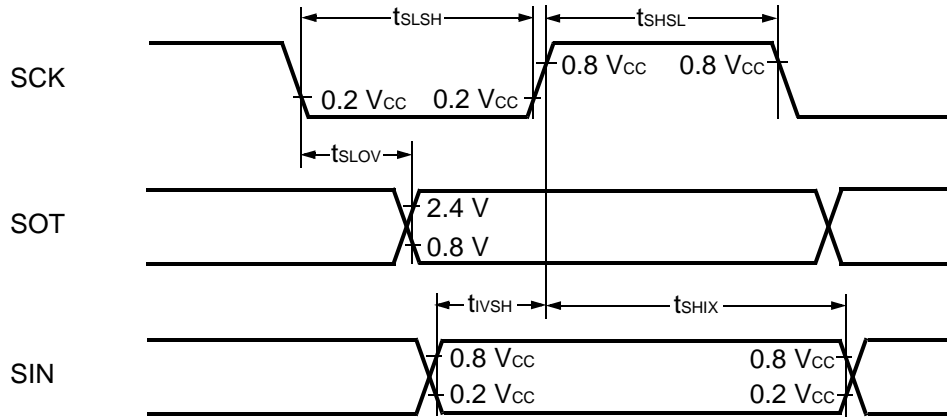 tSLSH tSHSL
SCK 0.8 VCC 0.8 VCC
0.2 VCC 0.2 VCC
tSLOV
SOT 2.4 V
0.8 V
tIVSH tSHIX
SIN 0.8 VCC 0.8 VCC
0.2 VCC 0.2 VCC